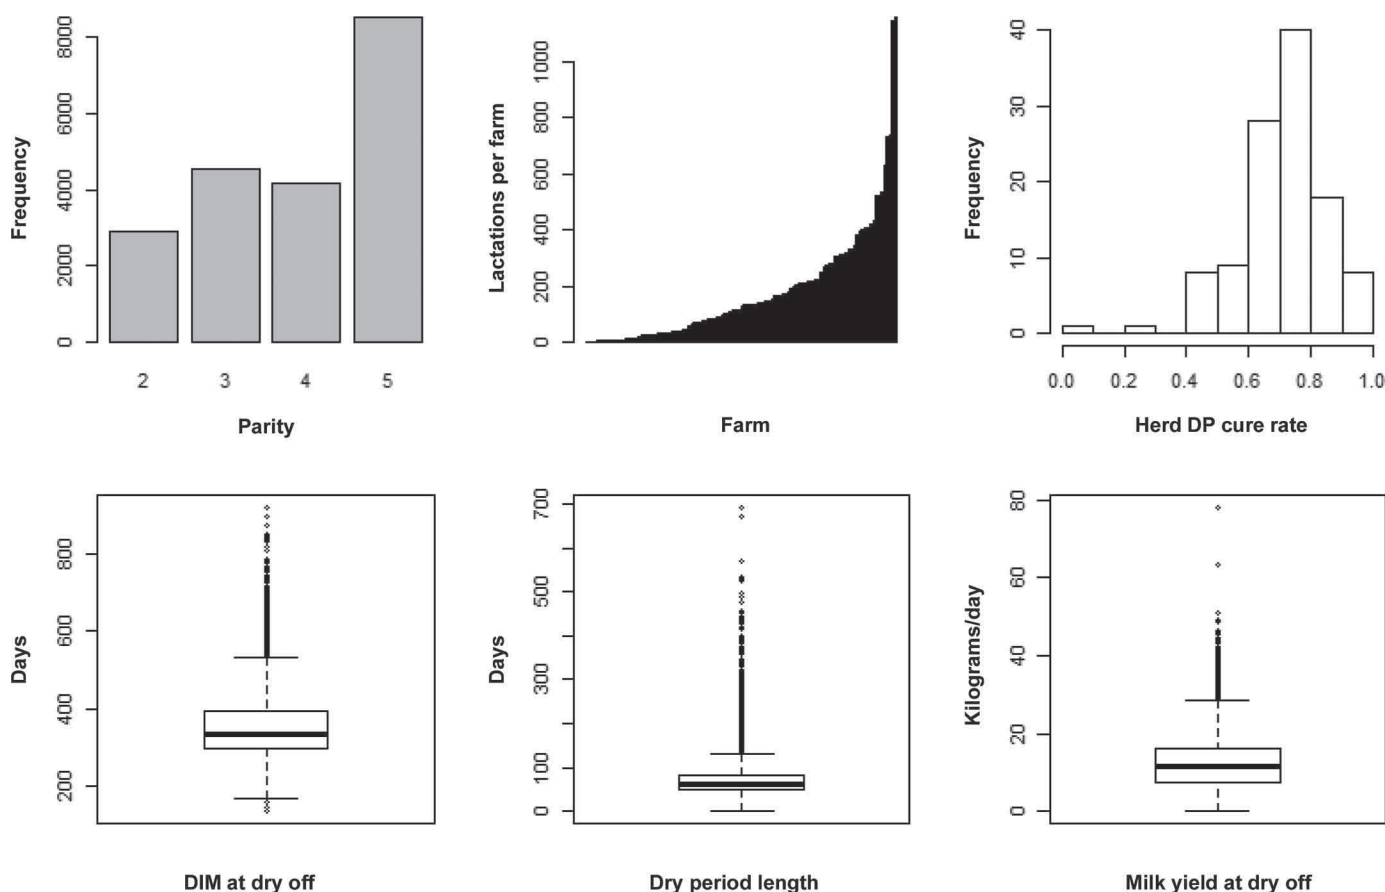 Frequency
0
2000
4000
6000
8000
2 3 4 5
Parity
Lactations per farm
0
200
400
600
800
1000
Farm
Frequency
0
10
20
30
40
0.0 0.2 0.4 0.6 0.8 1.0
Herd DP cure rate
Days
200
400
600
800
DIM at dry off
Days
0
100
300
500
700
Dry period length
Kilograms/day
0
20
40
60
80
Milk yield at dry off